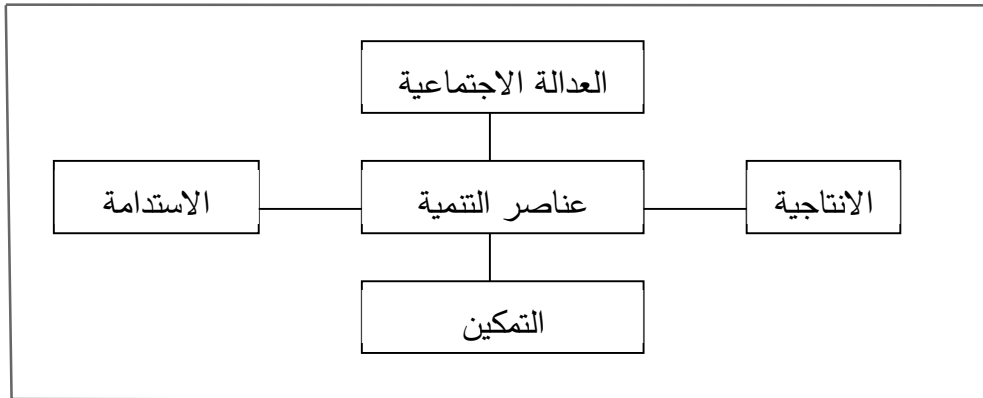 العدالة الاجتماعية
الانتاجية
عناصر التنمية
الاستدامة
التمكين